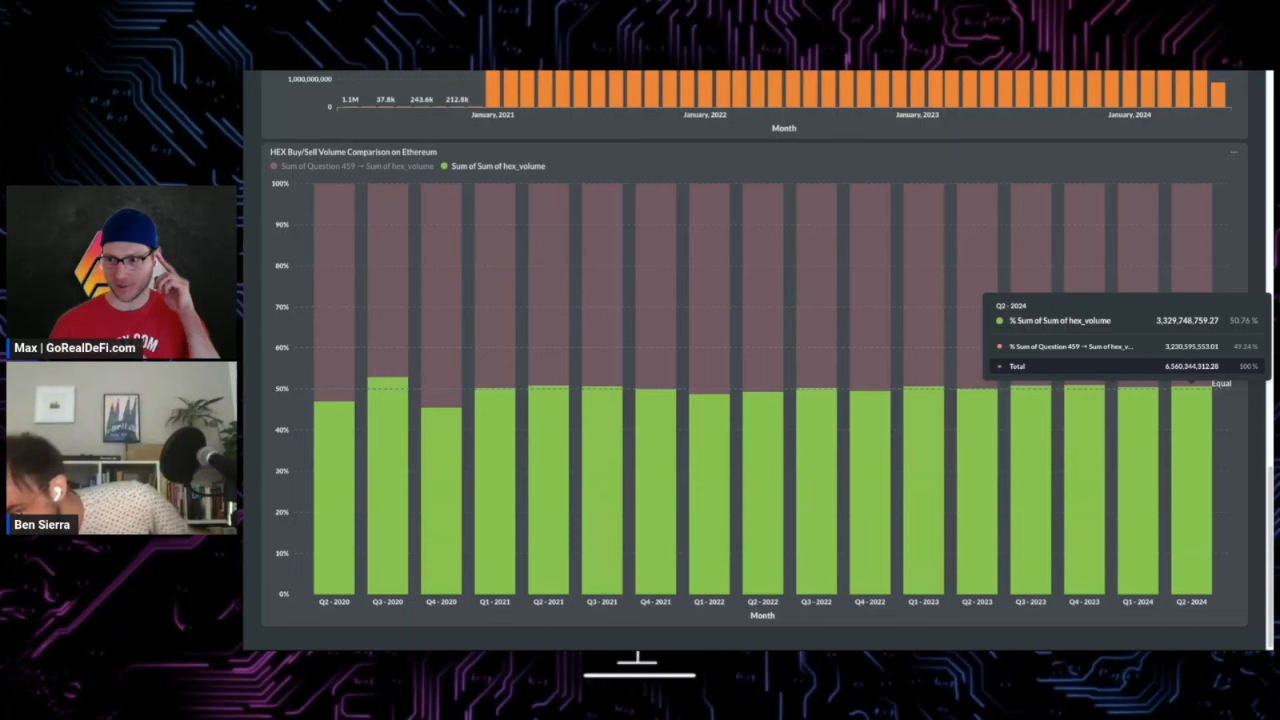 1,000,000,000
0
1.1M 37.8k 243.6k 212.8k
January, 2021 January, 2022 January, 2023 January, 2024
Month
HEX Buy/Sell Volume Comparison on Ethereum
Sum of Question 459 → Sum of hex_volume Sum of Sum of hex_volume
100%
90%
80%
70%
60%
50%
40%
30%
20%
10%
0%
Q2 - 2024
% Sum of Sum of hex_volume 3,329,748,759.27 50.76 %
% Sum of Question 459 → Sum of hex_v... 3,230,595,553.01 49.24 %
Total 6,560,344,312.28 100 %
Equal
Q2 - 2020 Q3 - 2020 Q4 - 2020 Q1 - 2021 Q2 - 2021 Q3 - 2021 Q4 - 2021 Q1 - 2022 Q2 - 2022 Q3 - 2022 Q4 - 2022 Q1 - 2023 Q2 - 2023 Q3 - 2023 Q4 - 2023 Q1 - 2024 Q2 - 2024
Month
Max | GoRealDeFi.com
Ben Sierra